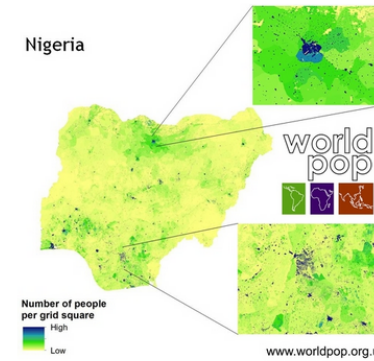 Nigeria
world
pop
Number of people
per grid square
High
Low
www.worldpop.org.u